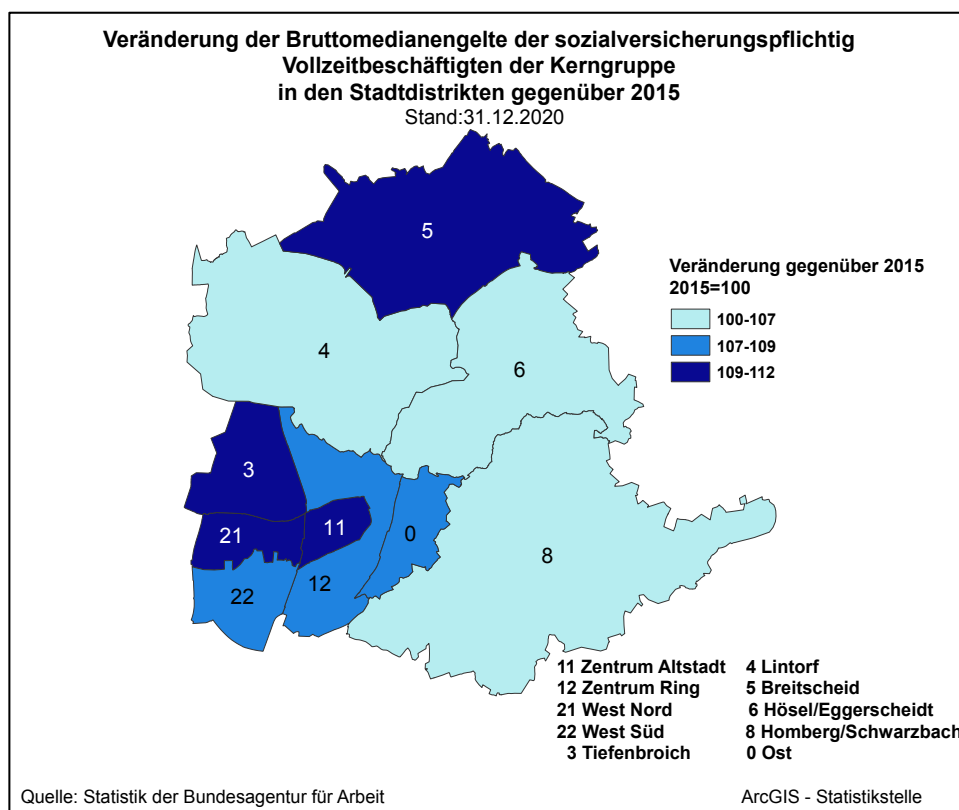 Veränderung der Bruttomedianengelte der sozialversicherungspflichtig
Vollzeitbeschäftigten der Kerngruppe
in den Stadtdistrikten gegenüber 2015
Stand:31.12.2020
5
Veränderung gegenüber 2015
2015=100
100-107
107-109
109-112
4
6
3
21
11
0
22
12
8
11 Zentrum Altstadt
12 Zentrum Ring
21 West Nord
22 West Süd
3 Tiefenbroich
4 Lintorf
5 Breitscheid
6 Hösel/Eggerscheidt
8 Homberg/Schwarzbach
0 Ost
Quelle: Statistik der Bundesagentur für Arbeit
ArcGIS - Statistikstelle